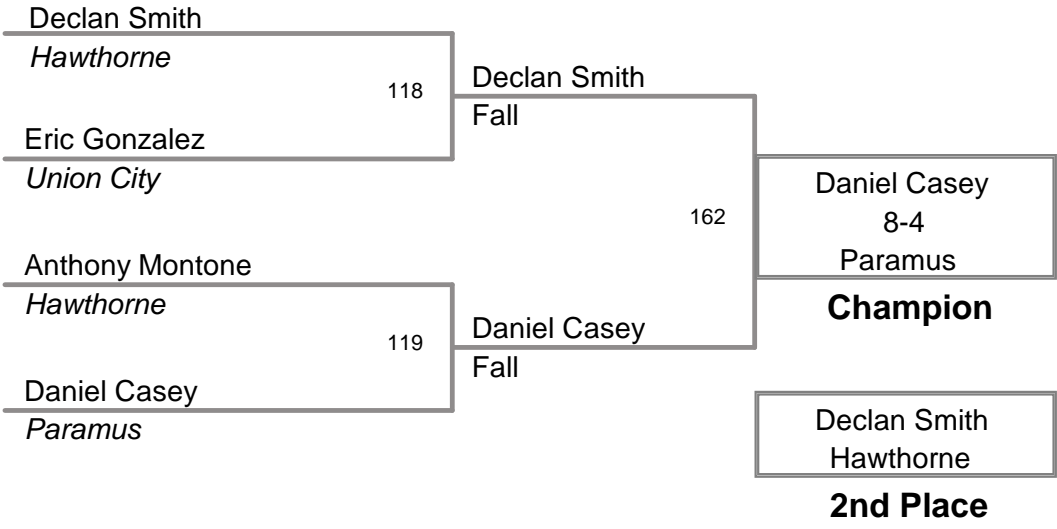 Declan Smith
Hawthorne
118
Eric Gonzalez
Union City
Declan Smith
Fall
Anthony Montone
Hawthorne
119
Daniel Casey
Paramus
Daniel Casey
Fall
162
Daniel Casey
8-4
Paramus
Champion
Declan Smith
Hawthorne
2nd Place